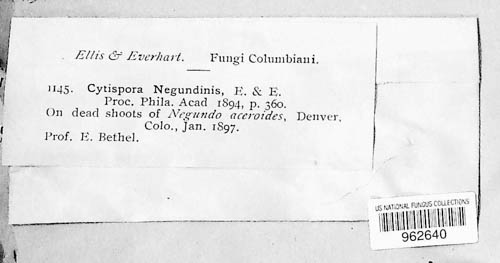 Ellis & Everhart. Fungi Columbiani.
1145. Cytispora Negundinis, E. & E.
Proc. Phila. Acad 1894, p. 360.
On dead shoots of Negundo aceroides, Denver,
Colo., Jan. 1897.
Prof. E. Bethel.
US NATIONAL FUNGUS COLLECTIONS
962640